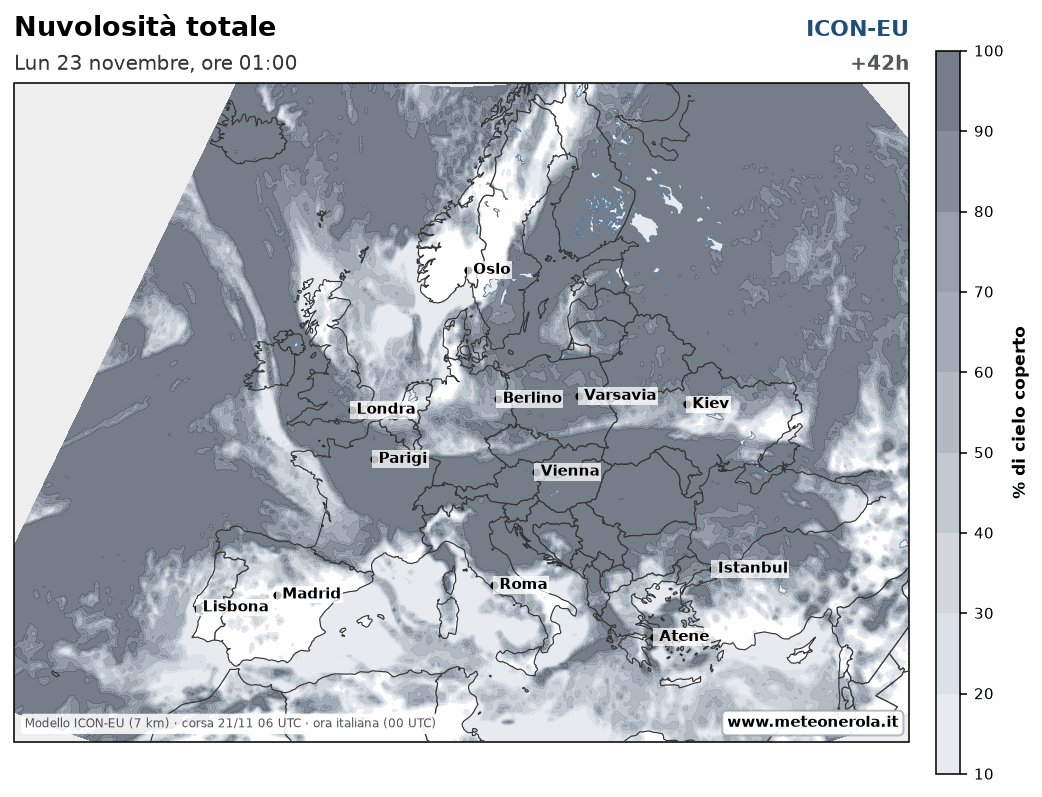 Nuvolosità totale
ICON-EU
Lun 23 novembre, ore 01:00
+42h
100
90
80
70
60
50
40
30
20
10
% di cielo coperto
Oslo
Londra
Berlino
Varsavia
Kiev
Parigi
Vienna
Istanbul
Roma
Madrid
Lisbona
Atene
Modello ICON-EU (7 km) · corsa 21/11 06 UTC · ora italiana (00 UTC)
www.meteonerola.it